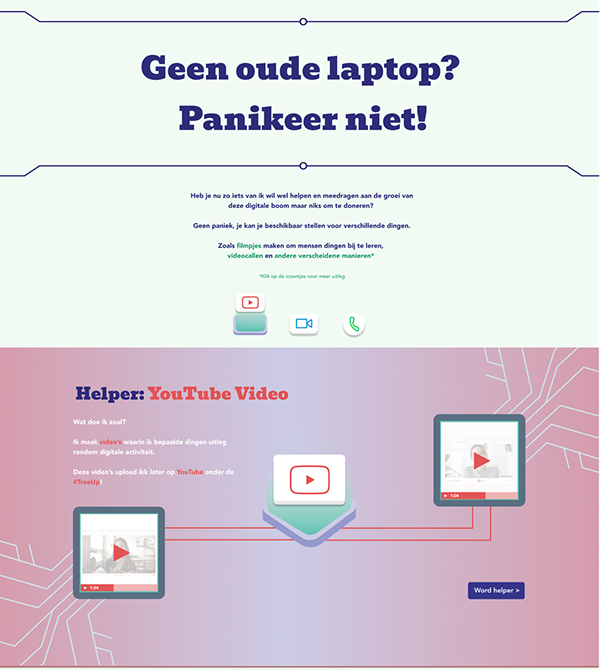 Geen oude laptop?
Panikeer niet!
Heb je nu zo iets van ik wil wel helpen en meedragen aan de groei van
deze digitale boom maar niks om te doneren?
Geen paniek, je kan je beschikbaar stellen voor verschillende dingen.
Zoals filmpjes maken om mensen dingen bij te leren,
videocallen en andere verscheidene manieren*
*Klik op de icoontjes voor meer uitleg
Helper: YouTube Video
Wat doe ik zoal?
Ik maak video's waarin ik bepaalde dingen uitleg
rondom digitale activiteit.
Deze video's upload ikk later op YouTube onder de
#TreeUp!
1:04
1:34
Word helper >